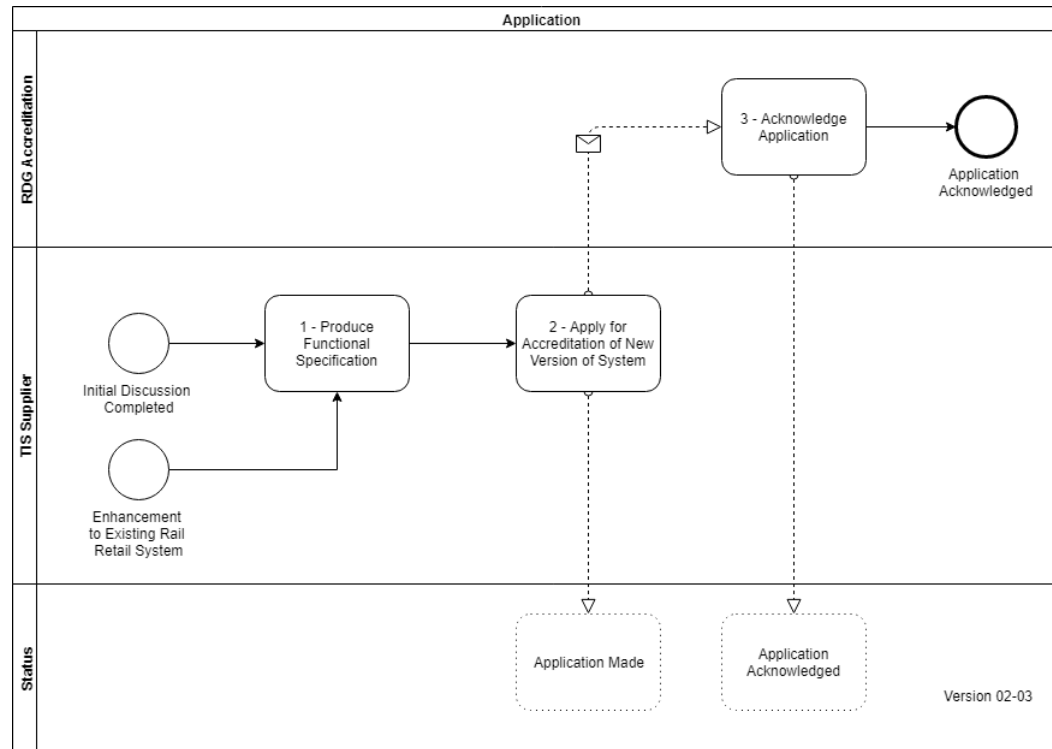 Application
RDG Accreditation
3 - Acknowledge
Application
Application
Acknowledged
TIS Supplier
1 - Produce
Functional
Specification
2 - Apply for
Accreditation of New
Version of System
Initial Discussion
Completed
Enhancement
to Existing Rail
Retail System
Status
Application Made
Application
Acknowledged
Version 02-03